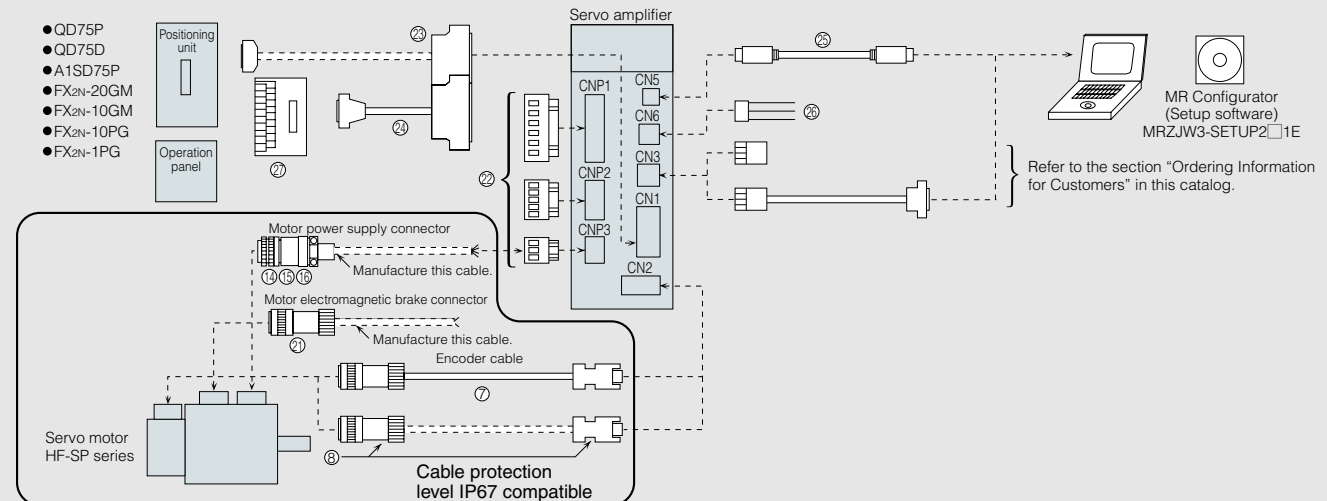 ●QD75P
●QD75D
●A1SD75P
●FX2N-20GM
●FX2N-10GM
●FX2N-10PG
●FX2N-1PG
Positioning
unit
Operation
panel
㉗
㉓
㉔
㉒
Servo amplifier
CNP1
CNP2
CNP3
CN5
CN6
CN3
CN1
CN2
㉕
㉖
MR Configurator
(Setup software)
MRZJW3-SETUP2□1E
Refer to the section “Ordering Information
for Customers” in this catalog.
Motor power supply connector
Manufacture this cable.
⑭⑮⑯
Motor electromagnetic brake connector
Manufacture this cable.
㉑
Encoder cable
⑦
⑧
Servo motor
HF-SP series
Cable protection
level IP67 compatible